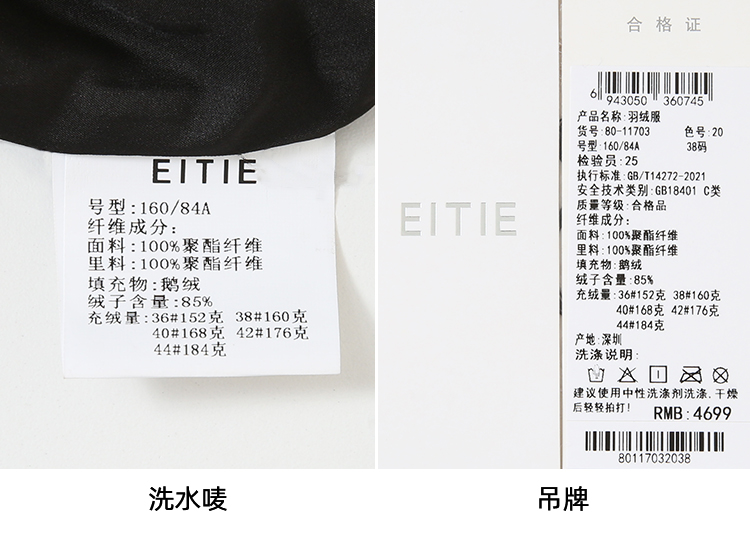 EITIE
号型:160/84A
纤维成分:
面料:100%聚酯纤维
里料:100%聚酯纤维
填充物:鹅绒
绒子含量:85%
充绒量:36#152克 38#160克
40#168克 42#176克
44#184克
洗水唛
EITIE
合格证
6 943050 360745
产品名称:羽绒服
货号:80-11703 色号:20
号型:160/84A 38码
检验员:25
执行标准:GB/T14272-2021
安全技术类别:GB18401 C类
质量等级:合格品
纤维成分:
面料:100%聚酯纤维
里料:100%聚酯纤维
填充物:鹅绒
绒子含量:85%
充绒量:36#152克 38#160克
40#168克 42#176克
44#184克
产地:深圳
洗涤说明:
建议使用中性洗涤剂洗涤.干燥
后轻轻拍打! RMB:4699
80117032038
吊牌